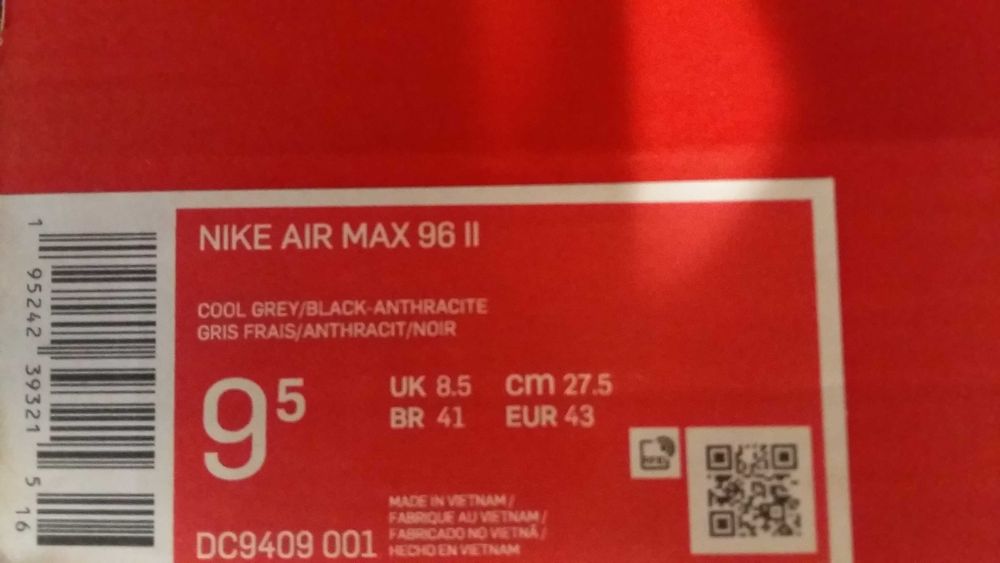 NIKE AIR MAX 96 II
COOL GREY/BLACK-ANTHRACITE
GRIS FRAIS/ANTHRACIT/NOIR
9⁵
UK 8.5 cm 27.5
BR 41 EUR 43
MADE IN VIETNAM /
FABRIQUE AU VIETNAM /
FABRICADO NO VIETNÃ /
HECHO EN VIETNAM
DC9409 001
1 95242 39321 5 16